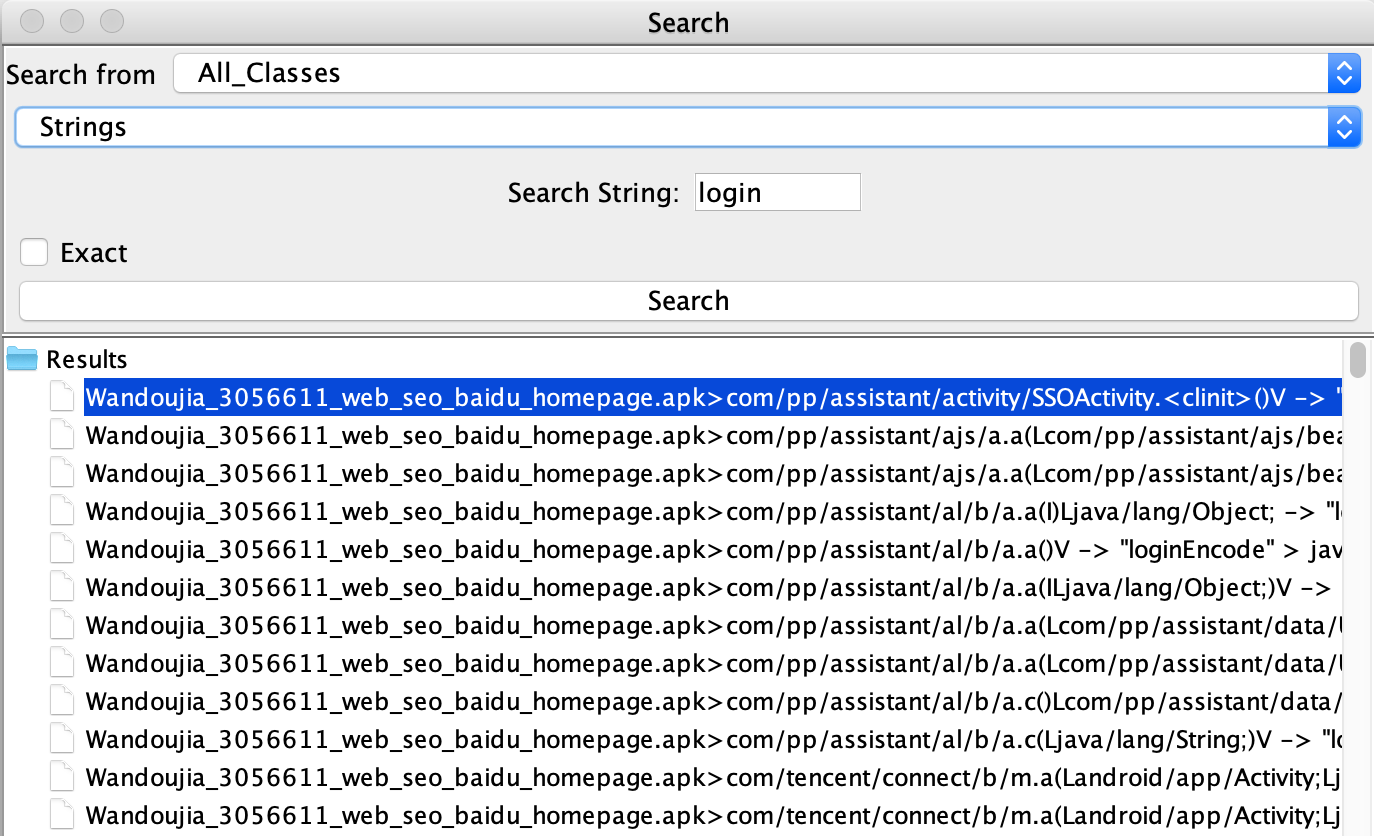 Search
Search from All_Classes
Strings
Search String: login
Exact
Search
Results
Wandoujia_3056611_web_seo_baidu_homepage.apk>com/pp/assistant/activity/SSOActivity.<clinit>()V -> "
Wandoujia_3056611_web_seo_baidu_homepage.apk>com/pp/assistant/ajs/a.a(Lcom/pp/assistant/ajs/bea
Wandoujia_3056611_web_seo_baidu_homepage.apk>com/pp/assistant/ajs/a.a(Lcom/pp/assistant/ajs/bea
Wandoujia_3056611_web_seo_baidu_homepage.apk>com/pp/assistant/al/b/a.a(I)Ljava/lang/Object; -> "l
Wandoujia_3056611_web_seo_baidu_homepage.apk>com/pp/assistant/al/b/a.a()V -> "loginEncode" > jav
Wandoujia_3056611_web_seo_baidu_homepage.apk>com/pp/assistant/al/b/a.a(ILjava/lang/Object;)V ->
Wandoujia_3056611_web_seo_baidu_homepage.apk>com/pp/assistant/al/b/a.a(Lcom/pp/assistant/data/U
Wandoujia_3056611_web_seo_baidu_homepage.apk>com/pp/assistant/al/b/a.a(Lcom/pp/assistant/data/U
Wandoujia_3056611_web_seo_baidu_homepage.apk>com/pp/assistant/al/b/a.c()Lcom/pp/assistant/data/
Wandoujia_3056611_web_seo_baidu_homepage.apk>com/pp/assistant/al/b/a.c(Ljava/lang/String;)V -> "lo
Wandoujia_3056611_web_seo_baidu_homepage.apk>com/tencent/connect/b/m.a(Landroid/app/Activity;Lj
Wandoujia_3056611_web_seo_baidu_homepage.apk>com/tencent/connect/b/m.a(Landroid/app/Activity;Lj